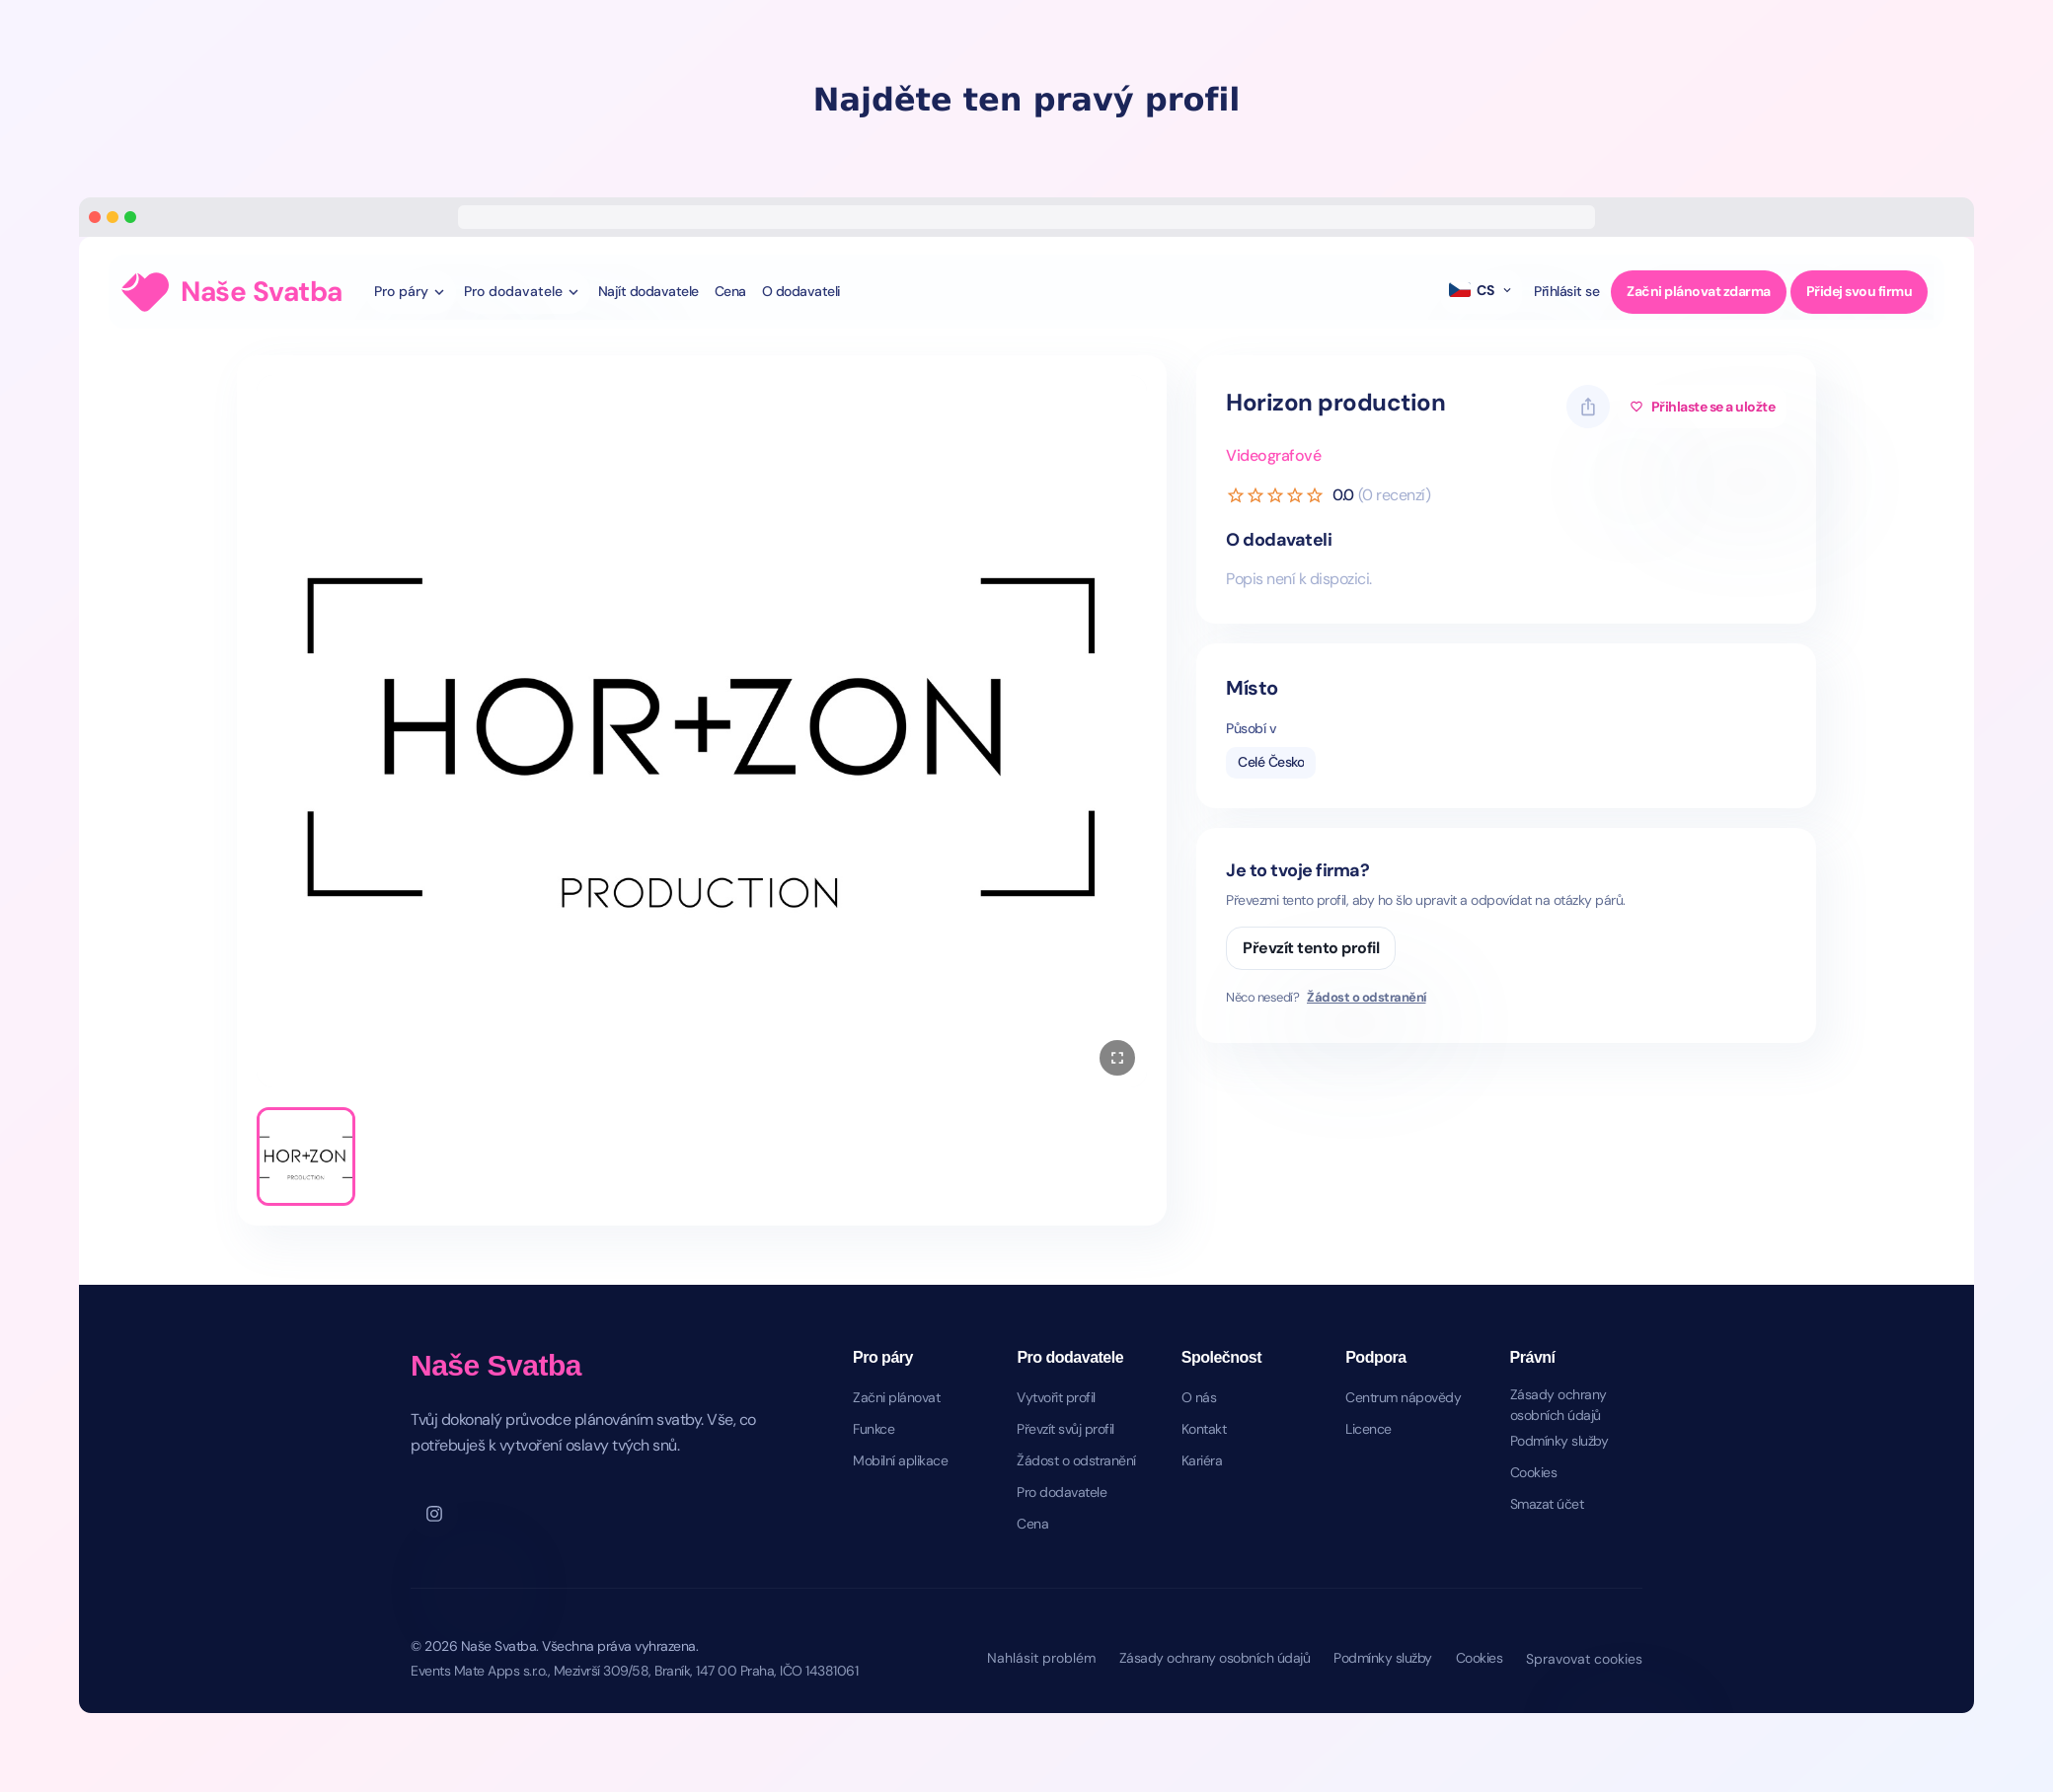 Najděte ten pravý profil
Naše Svatba
Pro páry
Pro dodavatele
Najít dodavatele
Cena
O dodavateli
CS
Přihlásit se
Začni plánovat zdarma
Přidej svou firmu
HOR+ZON
PRODUCTION
HOR+ZON
PRODUCTION
Horizon production
Přihlaste se a uložte
Videografové
0.0 (0 recenzí)
O dodavateli
Popis není k dispozici.
Místo
Působí v
Celé Česko
Je to tvoje firma?
Převezmi tento profil, aby ho šlo upravit a odpovídat na otázky párů.
Převzít tento profil
Něco nesedí? Žádost o odstranění
Naše Svatba
Tvůj dokonalý průvodce plánováním svatby. Vše, co
potřebuješ k vytvoření oslavy tvých snů.
Pro páry
Začni plánovat
Funkce
Mobilní aplikace
Pro dodavatele
Vytvořit profil
Převzít svůj profil
Žádost o odstranění
Pro dodavatele
Cena
Společnost
O nás
Kontakt
Kariéra
Podpora
Centrum nápovědy
Licence
Právní
Zásady ochrany
osobních údajů
Podmínky služby
Cookies
Smazat účet
© 2026 Naše Svatba. Všechna práva vyhrazena.
Events Mate Apps s.r.o., Mezivrší 309/58, Braník, 147 00 Praha, IČO 14381061
Nahlásit problém
Zásady ochrany osobních údajů
Podmínky služby
Cookies
Spravovat cookies